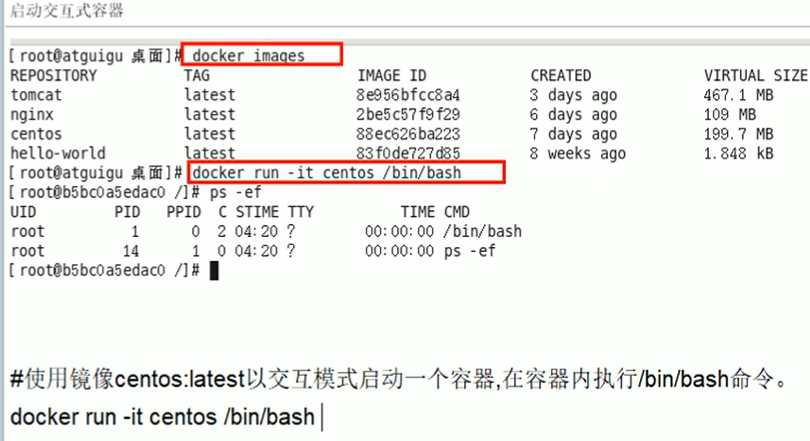 启动交互式容器
[root@atguigu 桌面]# docker images
REPOSITORY TAG IMAGE ID CREATED VIRTUAL SIZE
tomcat latest 8e956bfcc8a4 3 days ago 467.1 MB
nginx latest 2be5c57f9f29 6 days ago 109 MB
centos latest 88ec626ba223 7 days ago 199.7 MB
hello-world latest 83f0de727d85 8 weeks ago 1.848 kB
[root@atguigu 桌面]# docker run -it centos /bin/bash
[root@b5bc0a5edac0 /]# ps -ef
UID PID PPID C STIME TTY TIME CMD
root 1 0 2 04:20 ? 00:00:00 /bin/bash
root 14 1 0 04:20 ? 00:00:00 ps -ef
[root@b5bc0a5edac0 /]#
#使用镜像centos:latest以交互模式启动一个容器,在容器内执行/bin/bash命令。
docker run -it centos /bin/bash